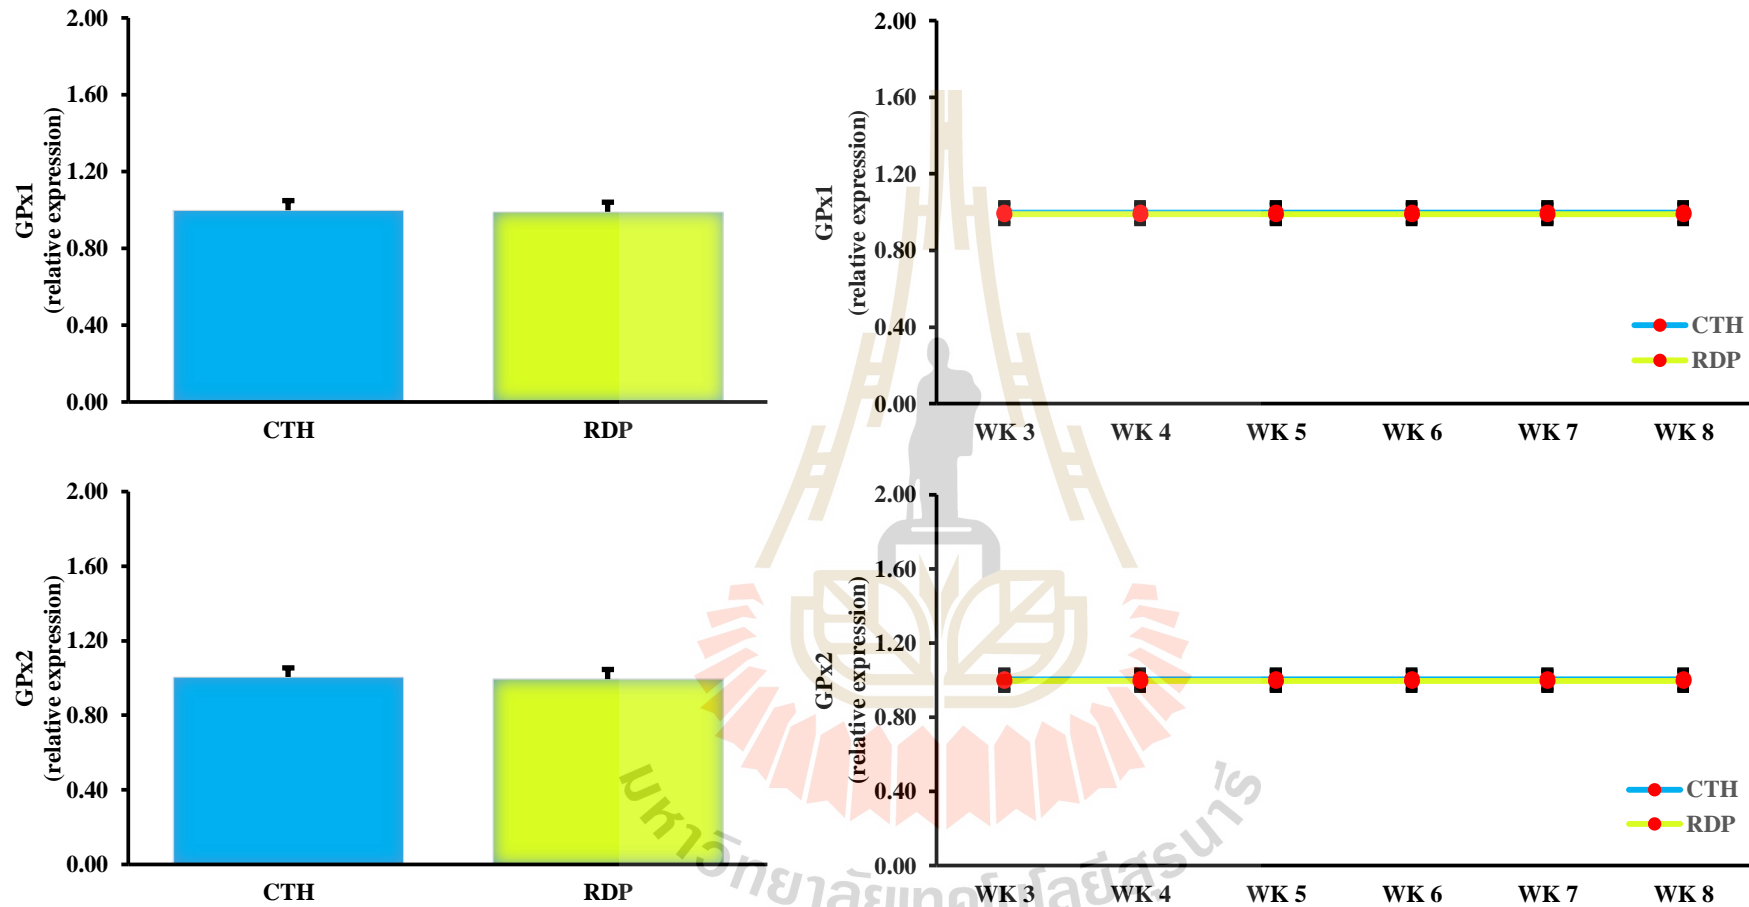 2.00
1.60
1.20
0.80
0.40
0.00
GPx1
(relative expression)
CTH
RDP
2.00
1.60
1.20
0.80
0.40
0.00
GPx1
(relative expression)
CTH
RDP
WK 3
WK 4
WK 5
WK 6
WK 7
WK 8
2.00
1.60
1.20
0.80
0.40
0.00
GPx2
(relative expression)
CTH
RDP
2.00
1.60
1.20
0.80
0.40
0.00
GPx2
(relative expression)
CTH
RDP
WK 3
WK 4
WK 5
WK 6
WK 7
WK 8